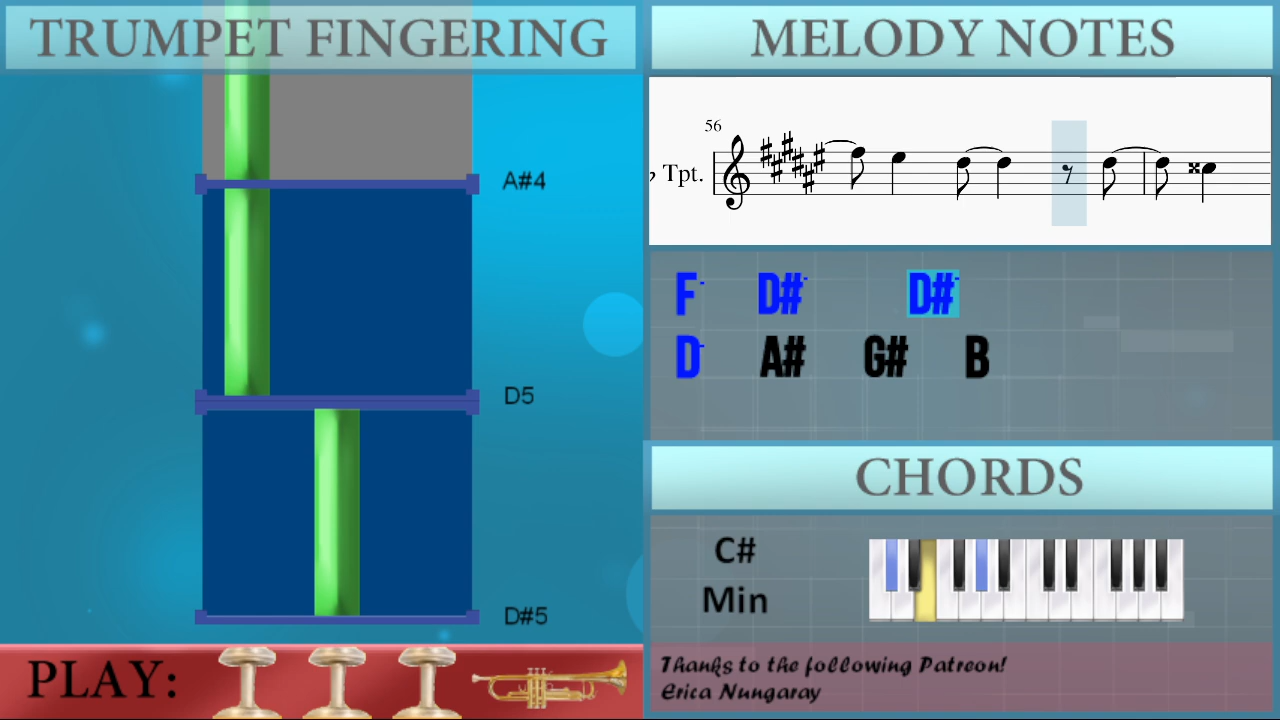 TRUMPET FINGERING
A#4
D5
D#5
PLAY:
MELODY NOTES
56
Tpt.
F- D#- D#-
D- A# G# B
CHORDS
C#
Min
Thanks to the following Patreon!
Erica Nungaray